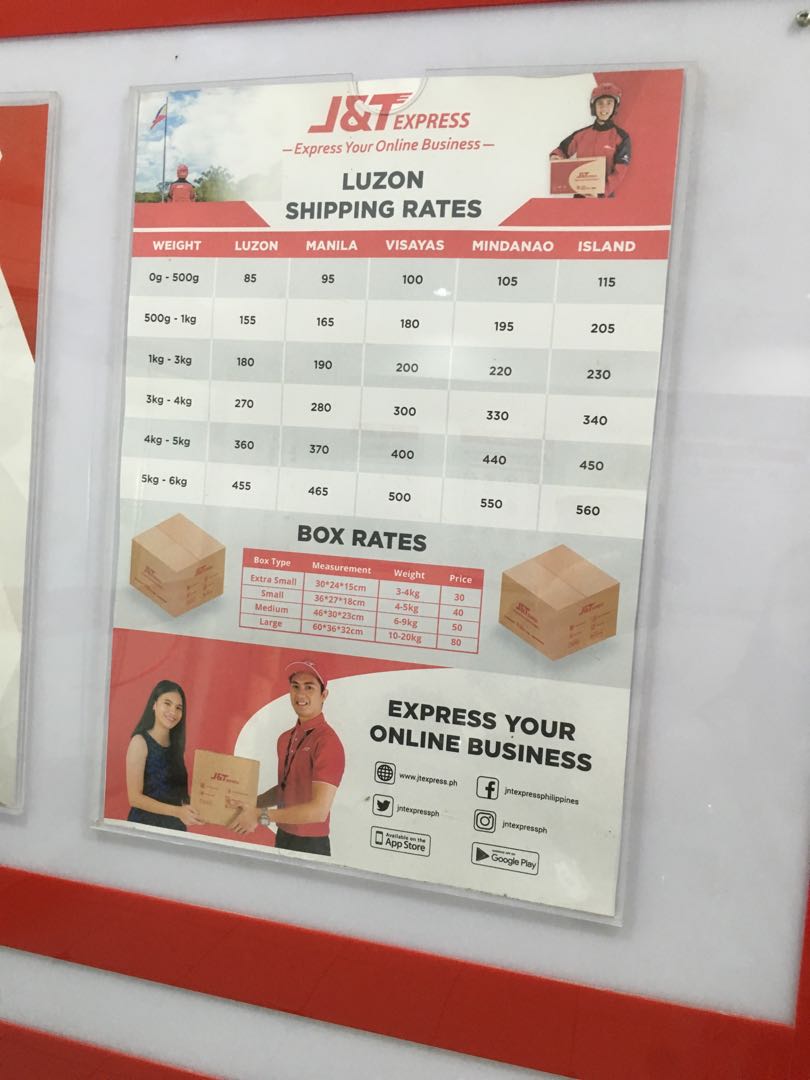 J&T EXPRESS
—Express Your Online Business—
LUZON
SHIPPING RATES
WEIGHT LUZON MANILA VISAYAS MINDANAO ISLAND
0g - 500g 85 95 100 105 115
500g - 1kg 155 165 180 195 205
1kg - 3kg 180 190 200 220 230
3kg - 4kg 270 280 300 330 340
4kg - 5kg 360 370 400 440 450
5kg - 6kg 455 465 500 550 560
BOX RATES
Box Type Measurement Weight Price
Extra Small 30*24*15cm 3-4kg 30
Small 36*27*18cm 4-5kg 40
Medium 46*30*23cm 6-9kg 50
Large 60*36*32cm 10-20kg 80
EXPRESS YOUR
ONLINE BUSINESS
www.jtexpress.ph jntexpressphilippines
jntexpressph jntexpressph
Available on the
App Store
Google Play
J&T
J&T EXPRESS
J&T EXPRESS